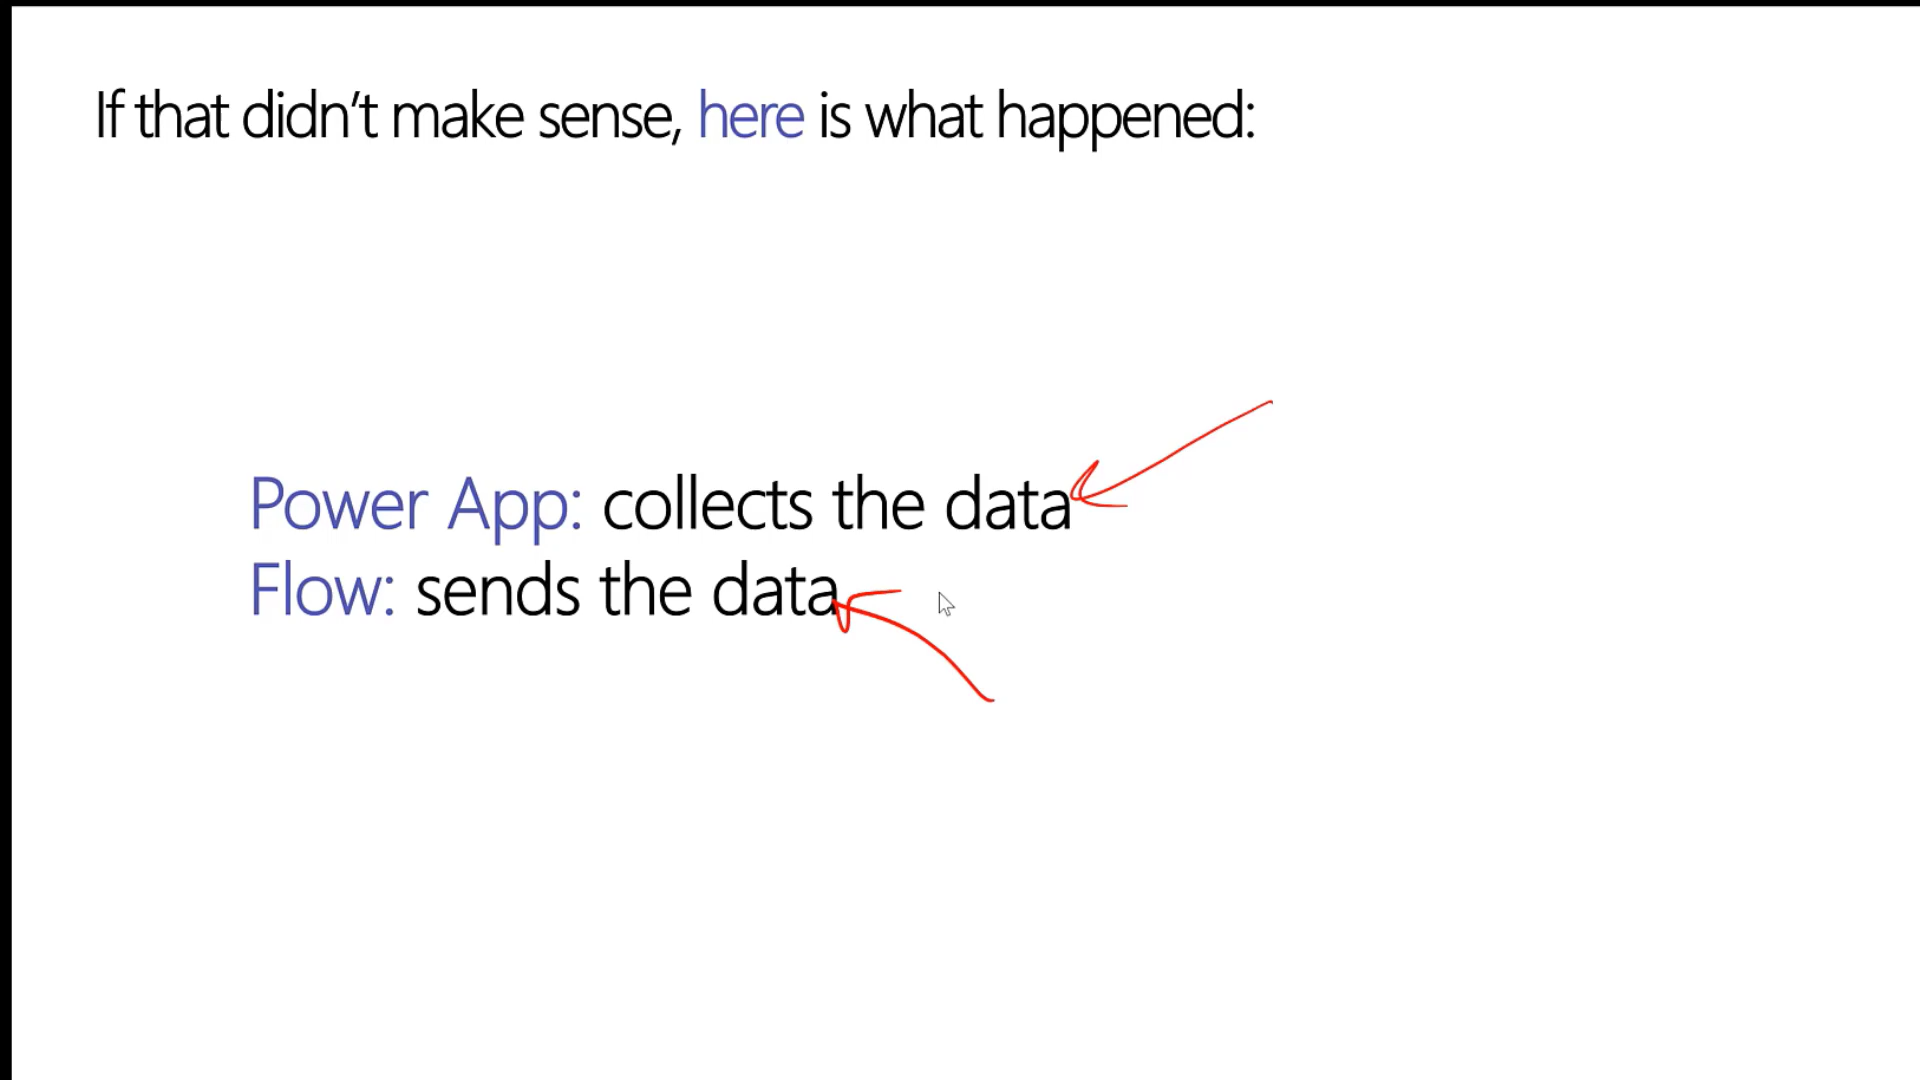 If that didn’t make sense, here is what happened:
Power App: collects the data
Flow: sends the data